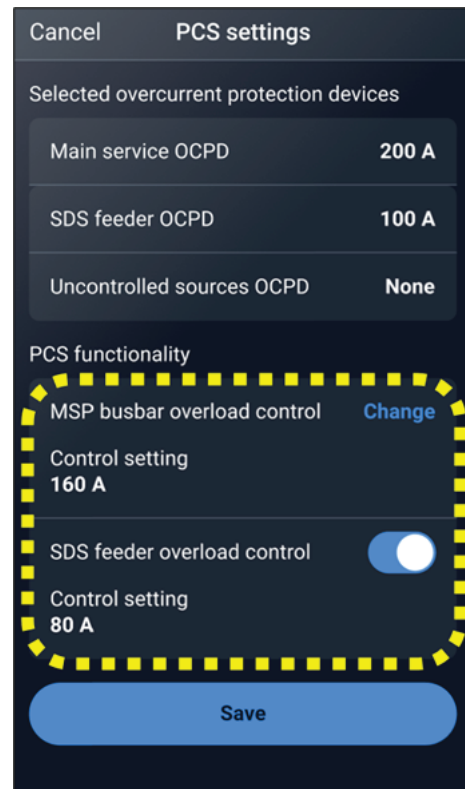 Cancel PCS settings
Selected overcurrent protection devices
Main service OCPD 200 A
SDS feeder OCPD 100 A
Uncontrolled sources OCPD None
PCS functionality
MSP busbar overload control Change
Control setting
160 A
SDS feeder overload control
Control setting
80 A
Save